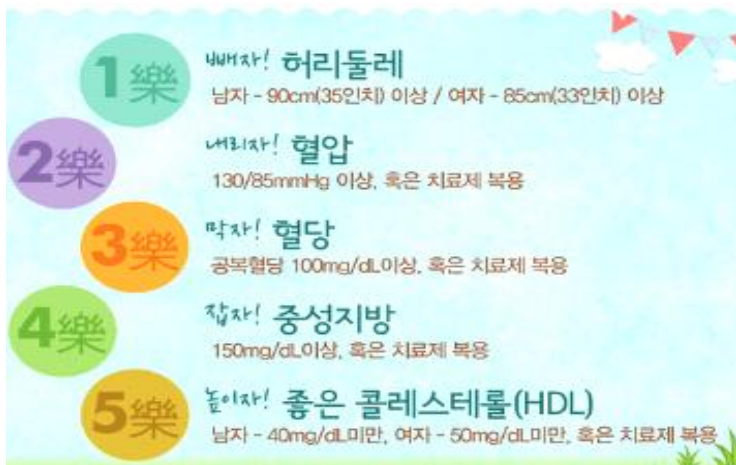 1樂
빼자! 허리둘레
남자 - 90cm(35인치) 이상 / 여자 - 85cm(33인치) 이상
2樂
내리자! 혈압
130/85mmHg 이상, 혹은 치료제 복용
3樂
막자! 혈당
공복혈당 100mg/dL이상, 혹은 치료제 복용
4樂
잡자! 중성지방
150mg/dL이상, 혹은 치료제 복용
5樂
높이자! 좋은 콜레스테롤(HDL)
남자 - 40mg/dL미만, 여자 - 50mg/dL미만, 혹은 치료제 복용